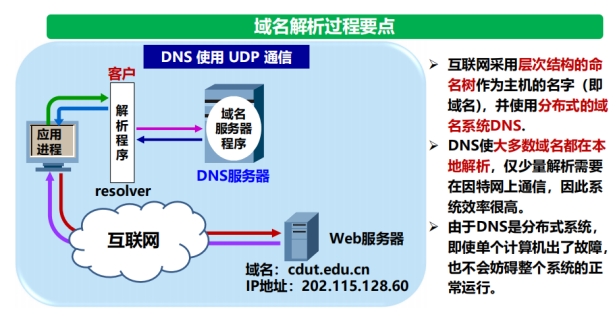 域名解析过程要点
DNS 使用 UDP 通信
客户
解析程序
resolver
应用
进程
域名
服务器
程序
DNS服务器
互联网
Web服务器
域名：cdut.edu.cn
IP地址：202.115.128.60
➢ 互联网采用层次结构的命
名树作为主机的名字（即
域名），并使用分布式的域
名系统DNS.
➢ DNS使大多数域名都在本
地解析，仅少量解析需要
在因特网上通信，因此系
统效率很高。
➢ 由于DNS是分布式系统，
即使单个计算机出了故障，
也不会妨碍整个系统的正
常运行。